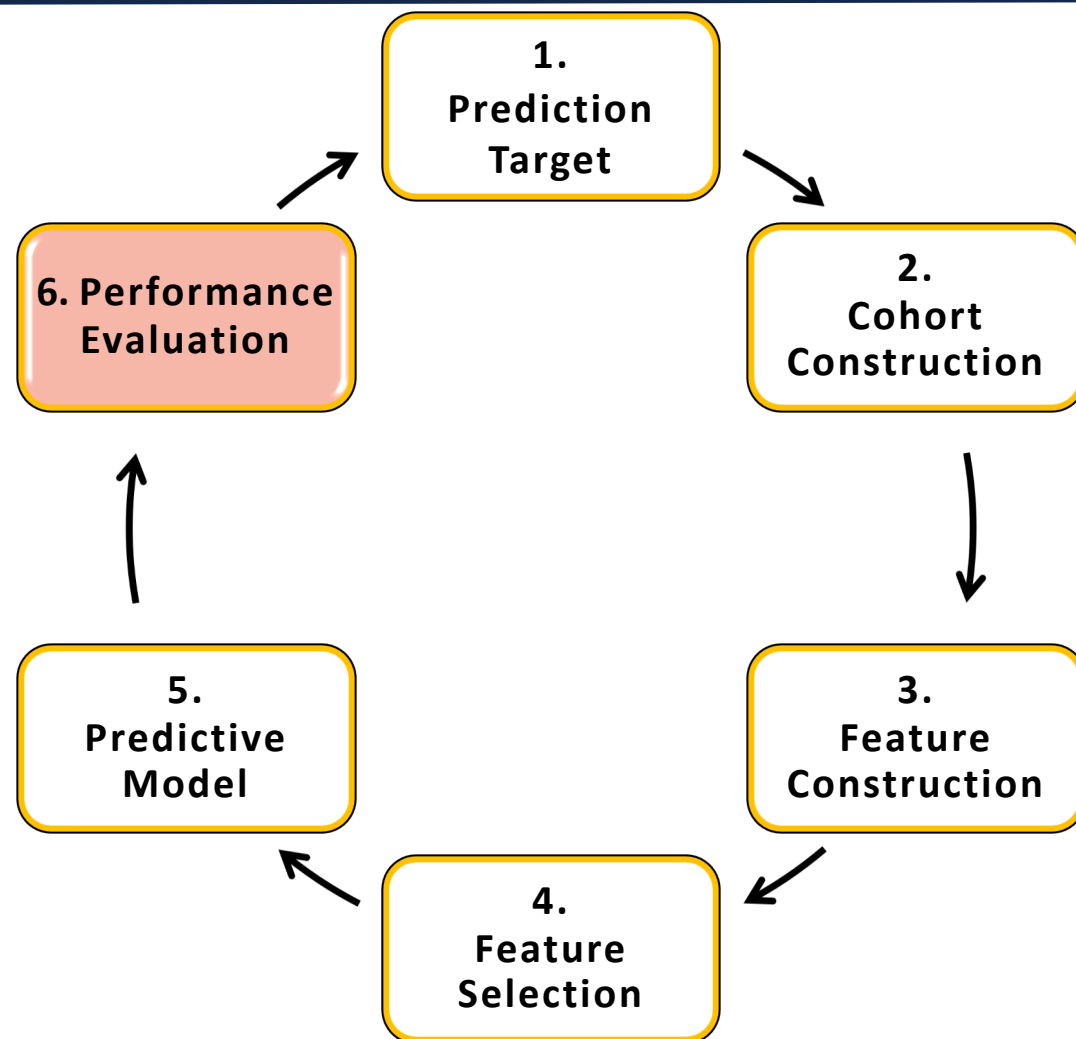 1.
Prediction
Target
2.
Cohort
Construction
3.
Feature
Construction
4.
Feature
Selection
5.
Predictive
Model
6. Performance
Evaluation